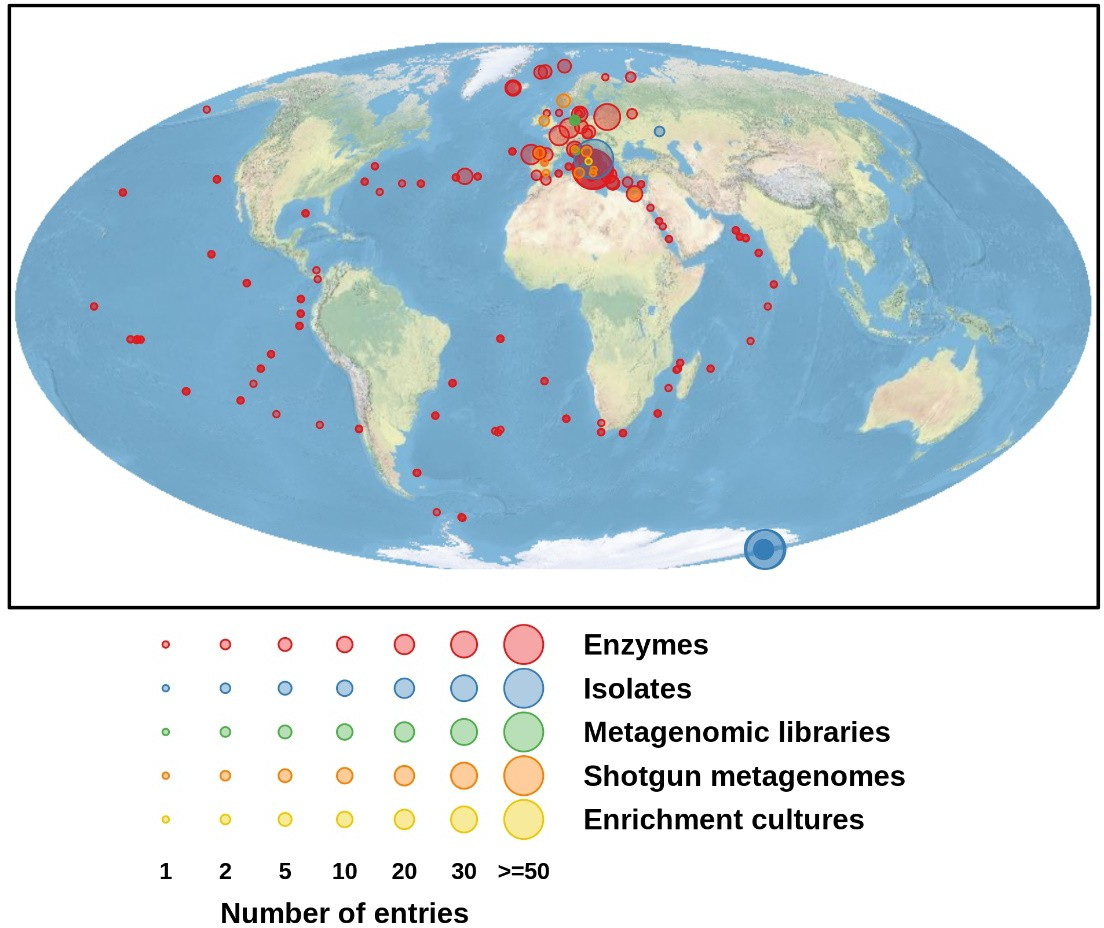 Enzymes
Isolates
Metagenomic libraries
Shotgun metagenomes
Enrichment cultures
1 2 5 10 20 30 >=50
Number of entries